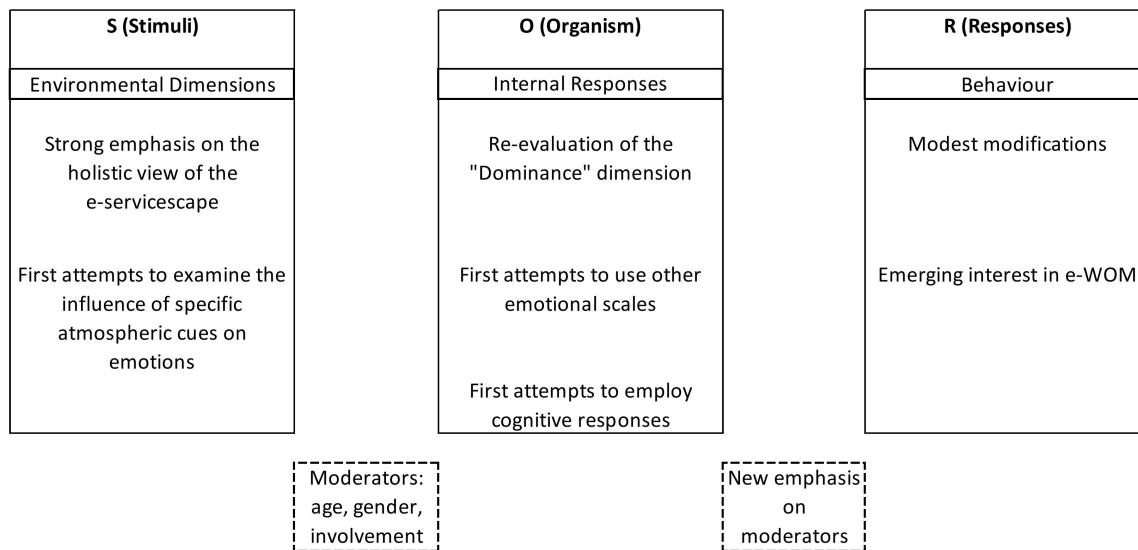 S (Stimuli)
Environmental Dimensions
Strong emphasis on the
holistic view of the
e-servicescape
First attempts to examine the
influence of specific
atmospheric cues on
emotions
O (Organism)
Internal Responses
Re-evaluation of the
"Dominance" dimension
First attempts to use other
emotional scales
First attempts to employ
cognitive responses
R (Responses)
Behaviour
Modest modifications
Emerging interest in e-WOM
Moderators:
age, gender,
involvement
New emphasis
on
moderators